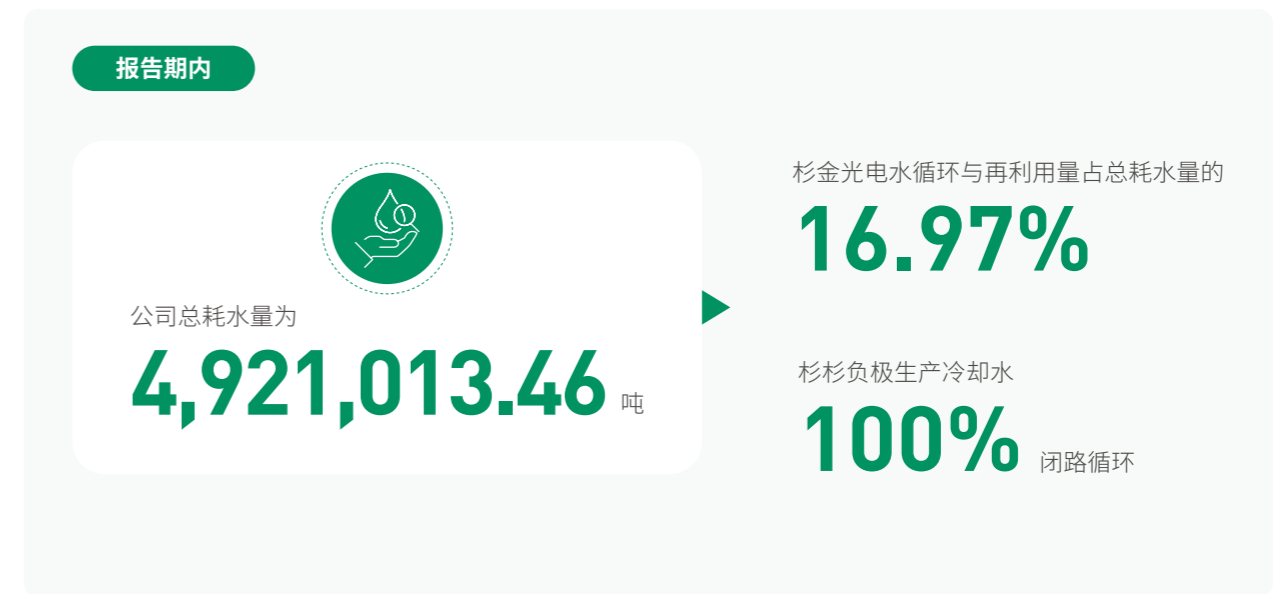 报告期内
公司总耗水量为
4,921,013.46 吨
杉金光电水循环与再利用量占总耗水量的
16.97%
杉杉负极生产冷却水
100% 闭路循环